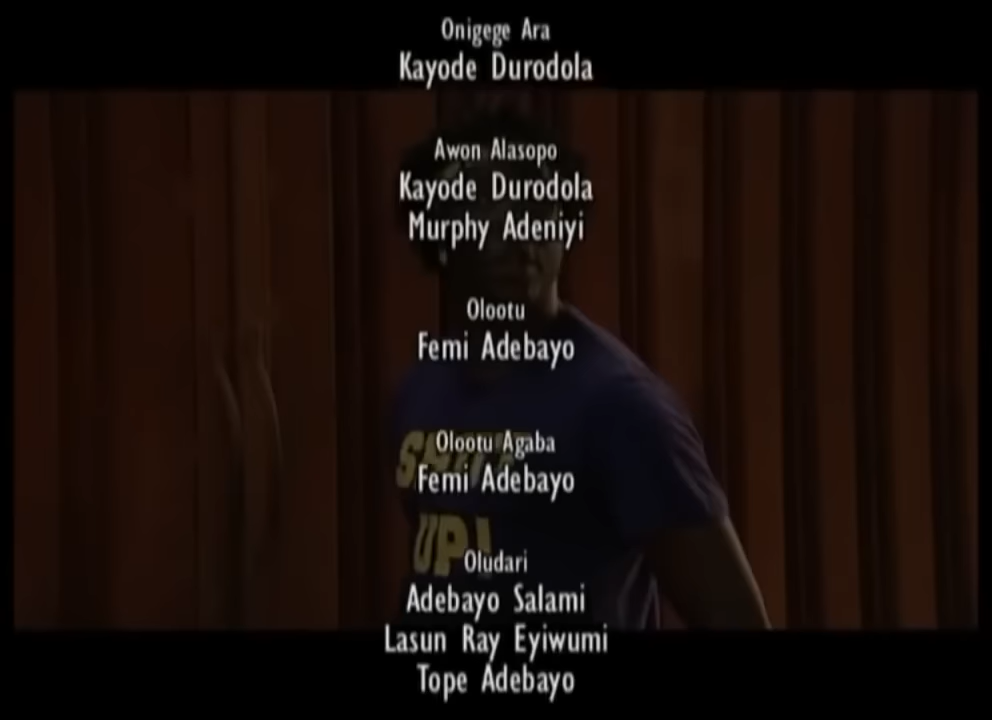 Onigege Ara
Kayode Durodola
Awon Alasopo
Kayode Durodola
Murphy Adeniyi
Olootu
Femi Adebayo
Olootu Agaba
Femi Adebayo
UP!
Oludari
Adebayo Salami
Lasun Ray Eyiwumi
Tope Adebayo